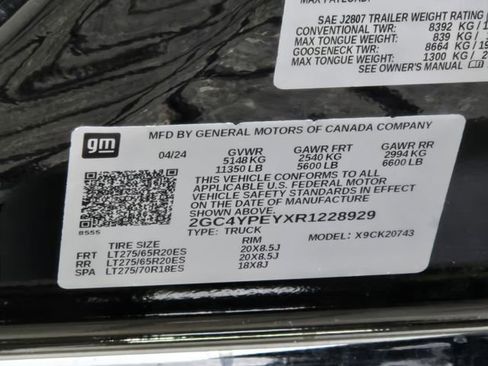 SAE J2807 TRAILER WEIGHT RATING
CONVENTIONAL TWR: 8392 KG /
MAX TONGUE WEIGHT: 839 KG /
GOOSENECK TWR: 8664 KG / 19
MAX TONGUE WEIGHT: 1300 KG /
SEE OWNER'S MANUAL
gm
MFD BY GENERAL MOTORS OF CANADA COMPANY
04/24 GVWR GAWR FRT GAWR RR
5148 KG 2540 KG 2994 KG
11350 LB 5600 LB 6600 LB
THIS VEHICLE CONFORMS TO ALL
APPLICABLE U.S. FEDERAL MOTOR
VEHICLE SAFETY STANDARDS IN EFFECT
ON THE DATE OF MANUFACTURE
SHOWN ABOVE.
2GC4YPEYXR1228929
8555 TYPE: TRUCK MODEL: X9CK20743
TIRE SIZE RIM
FRT LT275/65R20ES 20X8.5J
RR LT275/65R20ES 20X8.5J
SPA LT275/70R18ES 18X8J